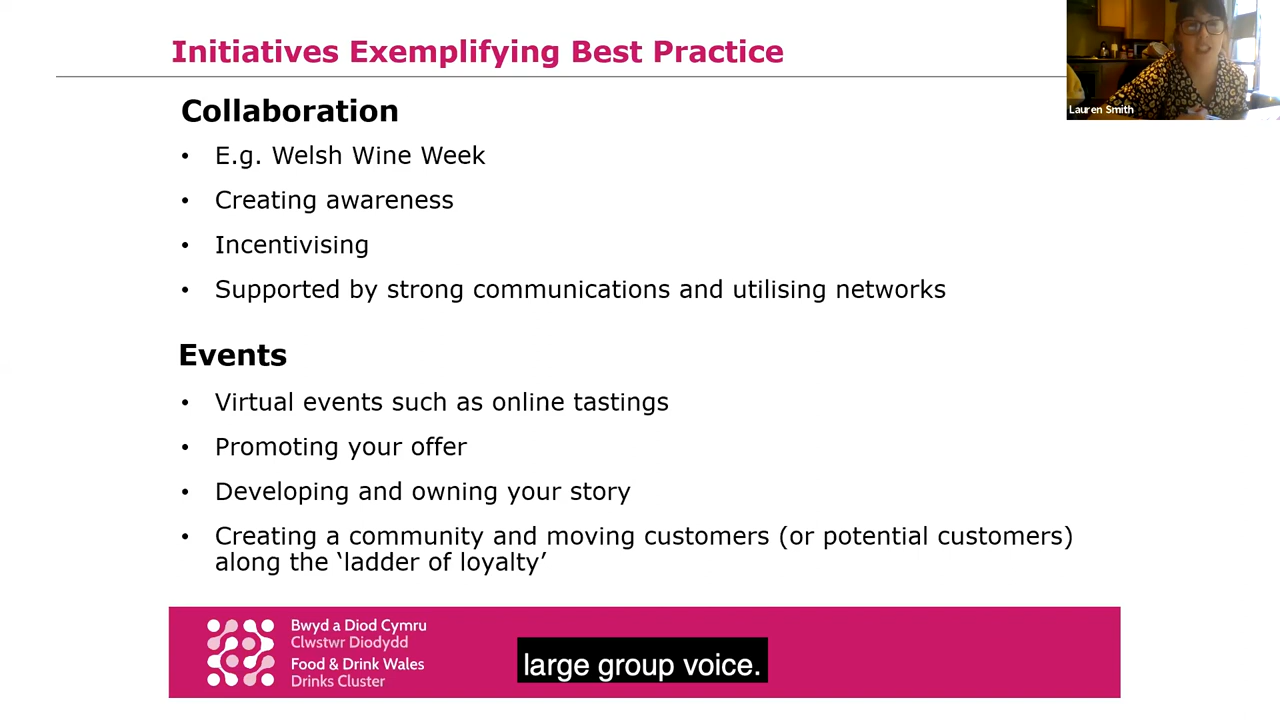 Initiatives Exemplifying Best Practice
Lauren Smith
Collaboration
• E.g. Welsh Wine Week
• Creating awareness
• Incentivising
• Supported by strong communications and utilising networks
Events
• Virtual events such as online tastings
• Promoting your offer
• Developing and owning your story
• Creating a community and moving customers (or potential customers)
along the ‘ladder of loyalty’
Bwyd a Diod Cymru
Clwstwr Diodydd
Food & Drink Wales
Drinks Cluster
large group voice.